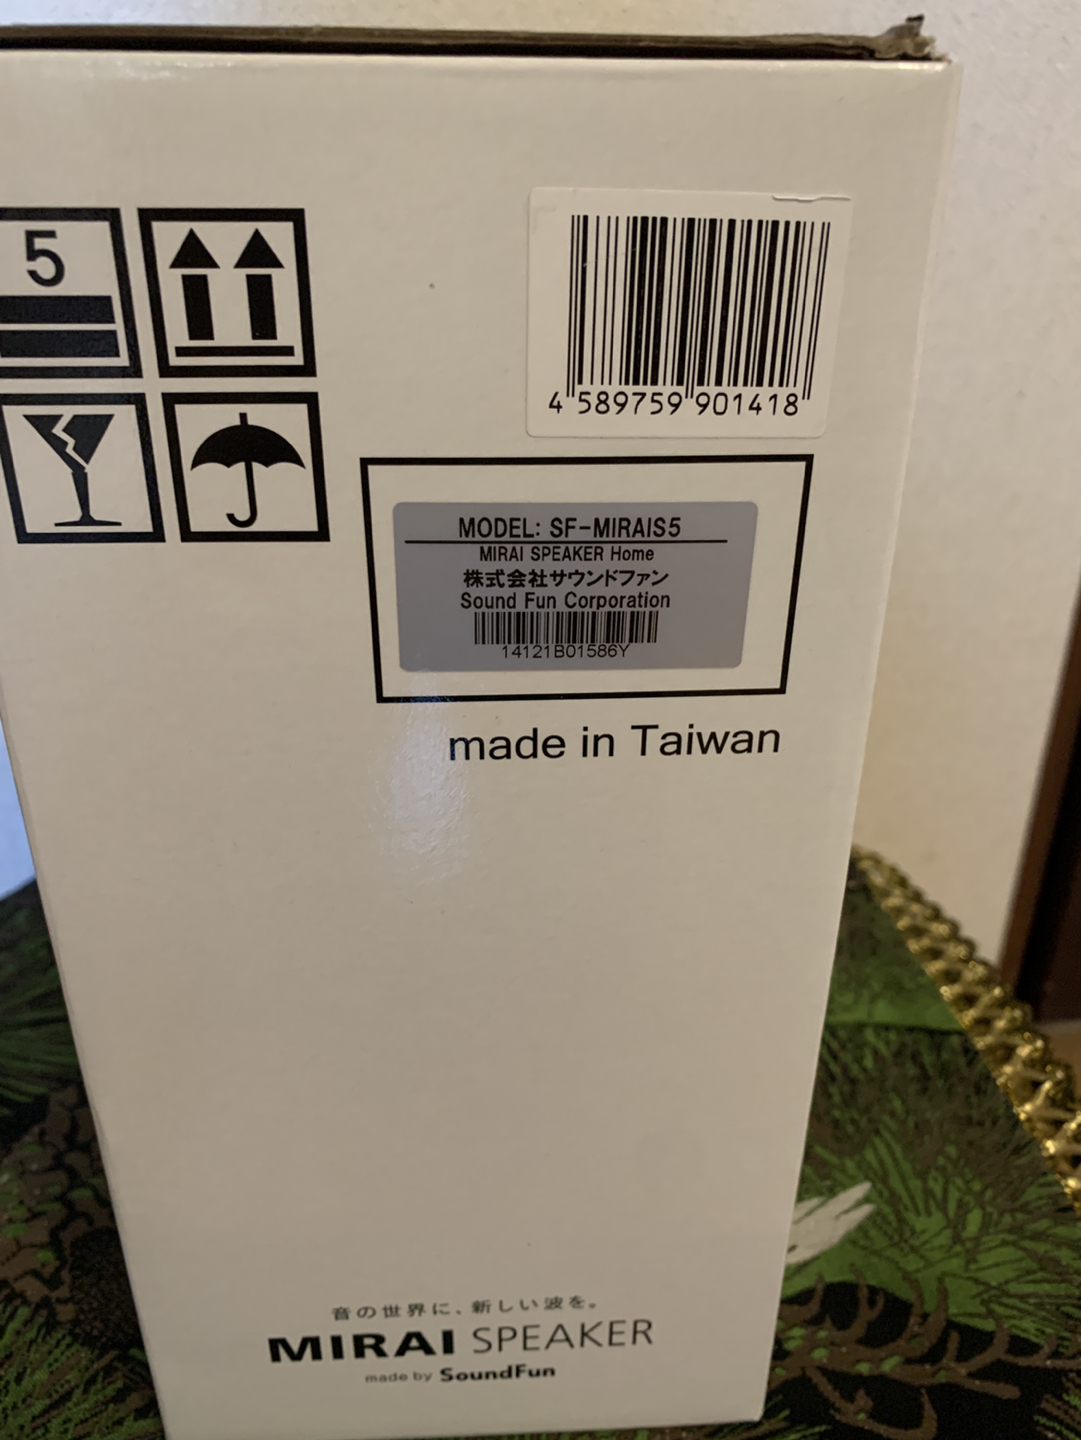 5
4 589759 901418
MODEL: SF-MIRAIS5
MIRAI SPEAKER Home
株式会社サウンドファン
Sound Fun Corporation
14121B01586Y
made in Taiwan
音の世界に、新しい波を。
MIRAI SPEAKER
made by SoundFun